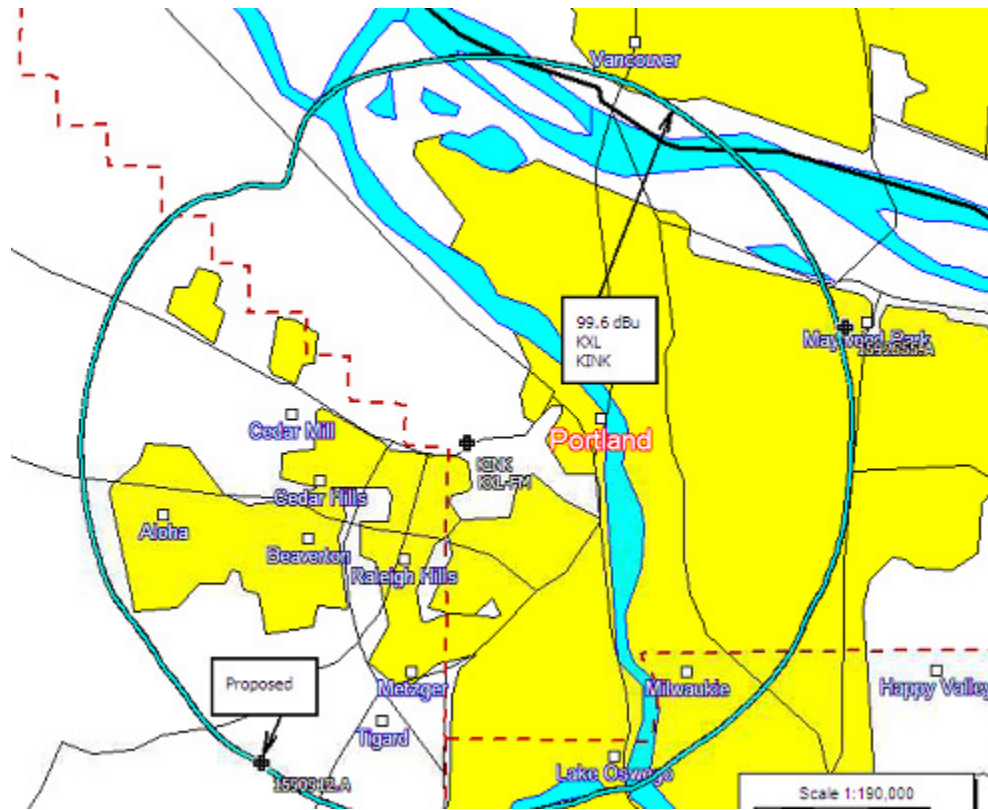 Vancouver
99.6 dBu
KXL
KINK
Maywood Park
Cedar Mill
Portland
KINK
KXL-FM
Cedar Hills
Aloha
Beaverton
Raleigh Hills
Proposed
Metzger
Milwaukie
Happy Valley
Tigard
Lake Oswego
1590912.A
Scale 1:190,000